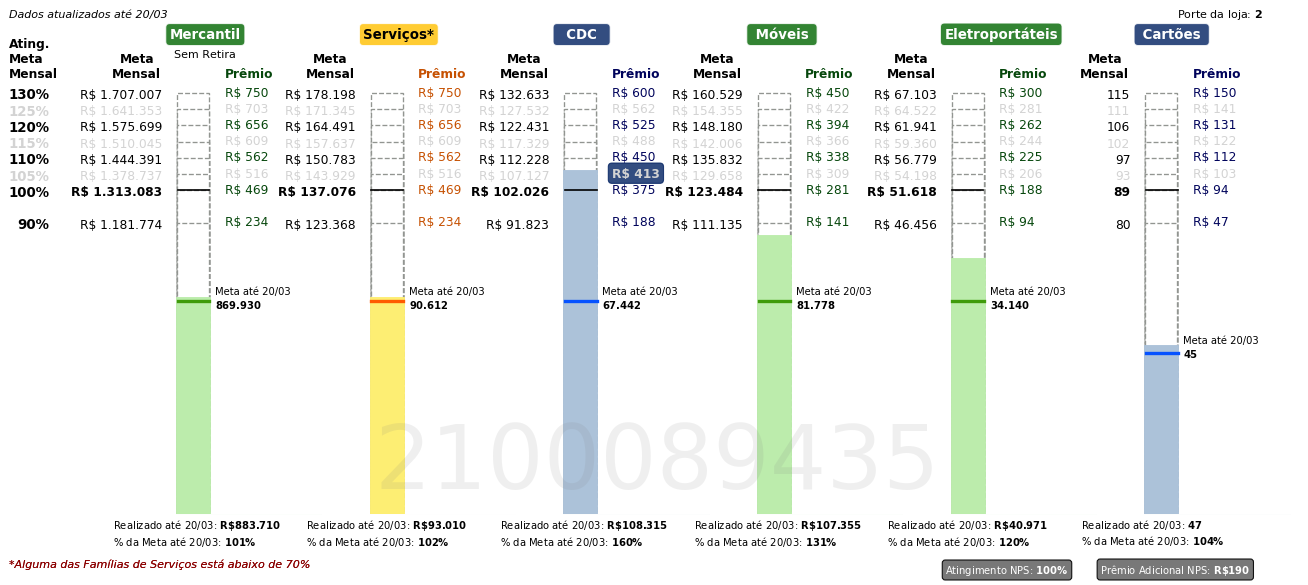 Dados atualizados até 20/03
Porte da loja: 2
Mercantil Serviços* CDC Móveis Eletroportáteis Cartões
Sem Retira
Ating. Meta Mensal
Meta Mensal Prêmio Meta Mensal Prêmio Meta Mensal Prêmio Meta Mensal Prêmio Meta Mensal Prêmio Meta Mensal Prêmio
130% R$ 1.707.007 R$ 750 R$ 178.198 R$ 750 R$ 132.633 R$ 600 R$ 160.529 R$ 450 R$ 67.103 R$ 300 115 R$ 150
125% R$ 1.641.353 R$ 703 R$ 171.345 R$ 703 R$ 127.532 R$ 562 R$ 154.355 R$ 422 R$ 64.522 R$ 281 111 R$ 141
120% R$ 1.575.699 R$ 656 R$ 164.491 R$ 656 R$ 122.431 R$ 525 R$ 148.180 R$ 394 R$ 61.941 R$ 262 106 R$ 131
115% R$ 1.510.045 R$ 609 R$ 157.637 R$ 609 R$ 117.329 R$ 488 R$ 142.006 R$ 366 R$ 59.360 R$ 244 102 R$ 122
110% R$ 1.444.391 R$ 562 R$ 150.783 R$ 562 R$ 112.228 R$ 450 R$ 135.832 R$ 338 R$ 56.779 R$ 225 97 R$ 112
105% R$ 1.378.737 R$ 516 R$ 143.929 R$ 516 R$ 107.127 R$ 413 R$ 129.658 R$ 309 R$ 54.198 R$ 206 93 R$ 103
100% R$ 1.313.083 R$ 469 R$ 137.076 R$ 469 R$ 102.026 R$ 375 R$ 123.484 R$ 281 R$ 51.618 R$ 188 89 R$ 94
90% R$ 1.181.774 R$ 234 R$ 123.368 R$ 234 R$ 91.823 R$ 188 R$ 111.135 R$ 141 R$ 46.456 R$ 94 80 R$ 47
Meta até 20/03 Meta até 20/03 Meta até 20/03 Meta até 20/03 Meta até 20/03
869.930 90.612 67.442 81.778 34.140
Meta até 20/03
45
2100089435
Realizado até 20/03: R$883.710 Realizado até 20/03: R$93.010 Realizado até 20/03: R$108.315 Realizado até 20/03: R$107.355 Realizado até 20/03: R$40.971 Realizado até 20/03: 47
% da Meta até 20/03: 101% % da Meta até 20/03: 102% % da Meta até 20/03: 160% % da Meta até 20/03: 131% % da Meta até 20/03: 120% % da Meta até 20/03: 104%
*Alguma das Famílias de Serviços está abaixo de 70%
Atingimento NPS: 100% Prêmio Adicional NPS: R$190